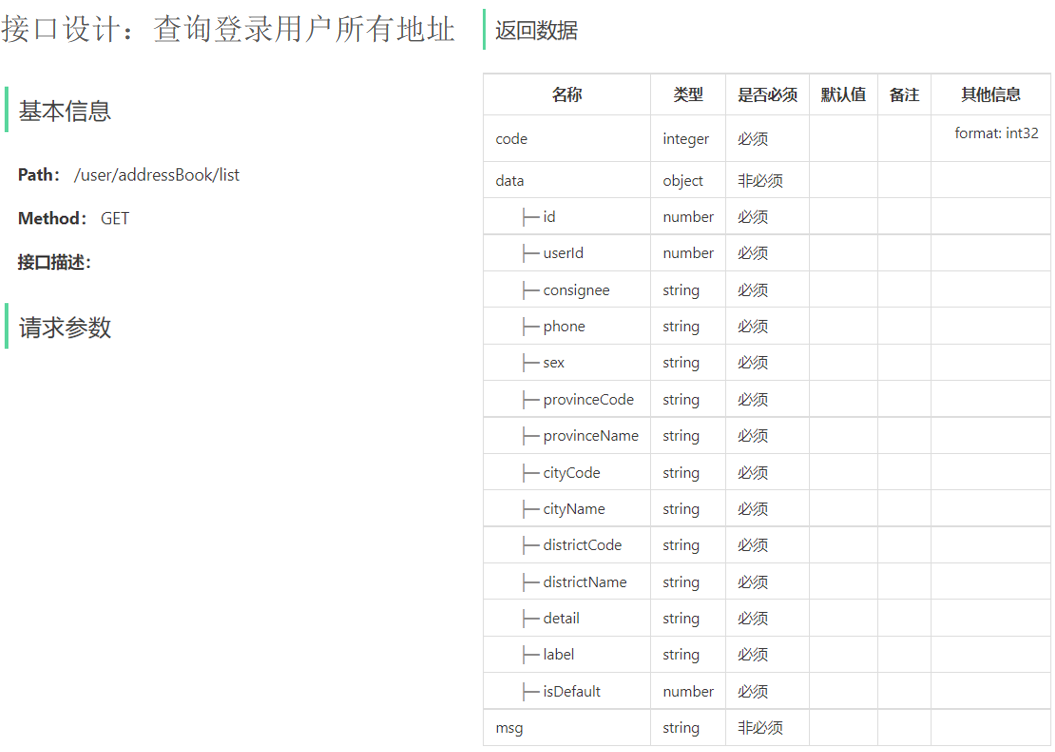 接口设计：查询登录用户所有地址
基本信息
Path： /user/addressBook/list
Method： GET
接口描述：
请求参数
返回数据
名称 类型 是否必须 默认值 备注 其他信息
code integer 必须 format: int32
data object 非必须
├─ id number 必须
├─ userId number 必须
├─ consignee string 必须
├─ phone string 必须
├─ sex string 必须
├─ provinceCode string 必须
├─ provinceName string 必须
├─ cityCode string 必须
├─ cityName string 必须
├─ districtCode string 必须
├─ districtName string 必须
├─ detail string 必须
├─ label string 必须
├─ isDefault number 必须
msg string 非必须